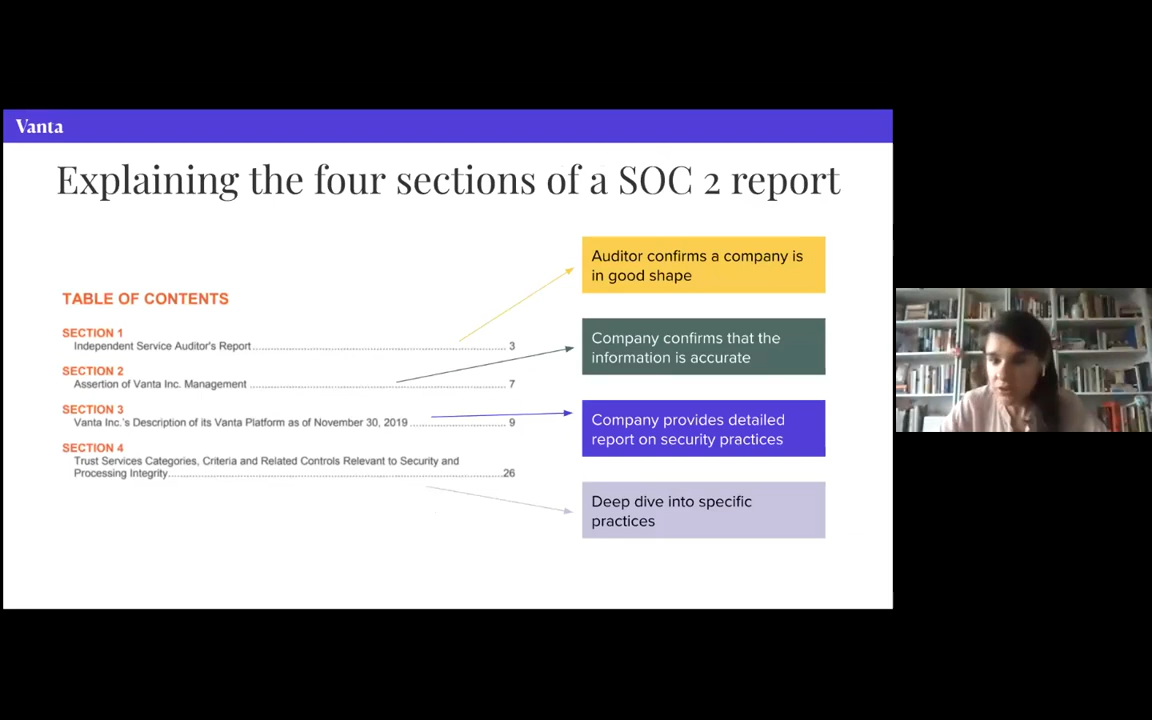 Vanta
Explaining the four sections of a SOC 2 report
TABLE OF CONTENTS
SECTION 1
Independent Service Auditor's Report 3
SECTION 2
Assertion of Vanta Inc. Management 7
SECTION 3
Vanta Inc.'s Description of its Vanta Platform as of November 30, 2019 9
SECTION 4
Trust Services Categories, Criteria and Related Controls Relevant to Security and
Processing Integrity 26
Auditor confirms a company is
in good shape
Company confirms that the
information is accurate
Company provides detailed
report on security practices
Deep dive into specific
practices